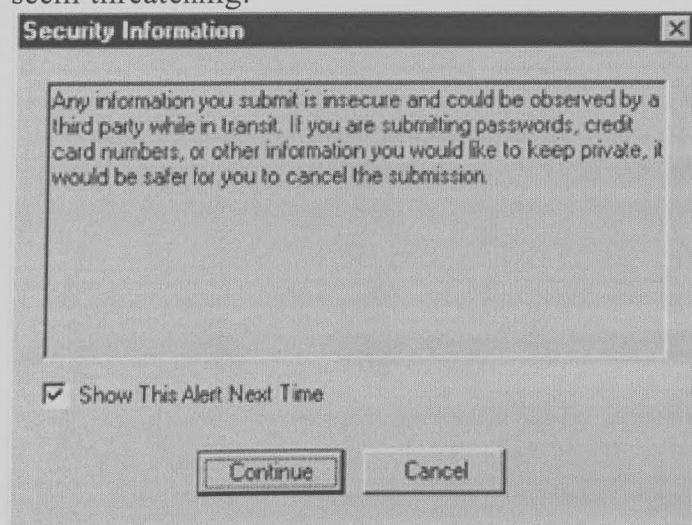 seem threatening.
Security Information
Any information you submit is insecure and could be observed by a
third party while in transit. If you are submitting passwords, credit
card numbers, or other information you would like to keep private, it
would be safer for you to cancel the submission.
Show This Alert Next Time
Continue Cancel